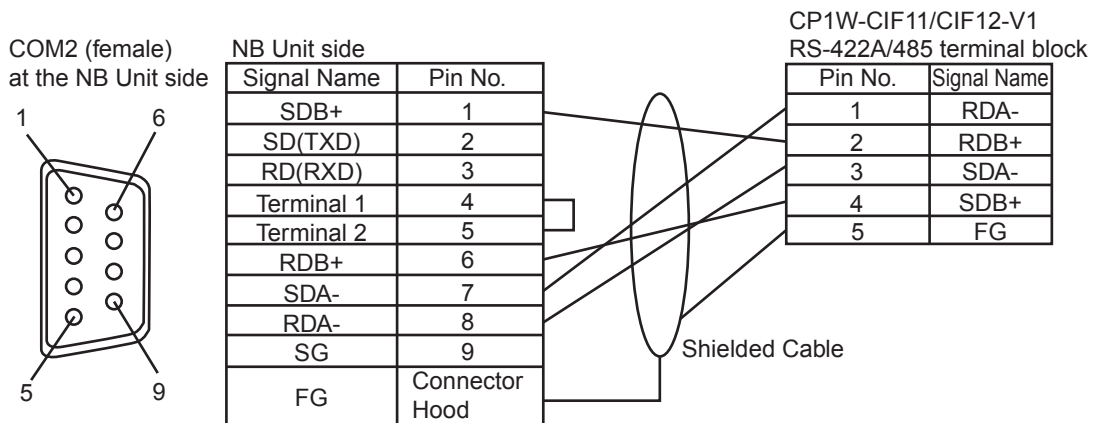 COM2 (female)
at the NB Unit side
1
6
5
9
NB Unit side
Signal Name Pin No.
SDB+ 1
SD(TXD) 2
RD(RXD) 3
Terminal 1 4
Terminal 2 5
RDB+ 6
SDA- 7
RDA- 8
SG 9
FG Connector
Hood
Shielded Cable
CP1W-CIF11/CIF12-V1
RS-422A/485 terminal block
Pin No. Signal Name
1 RDA-
2 RDB+
3 SDA-
4 SDB+
5 FG